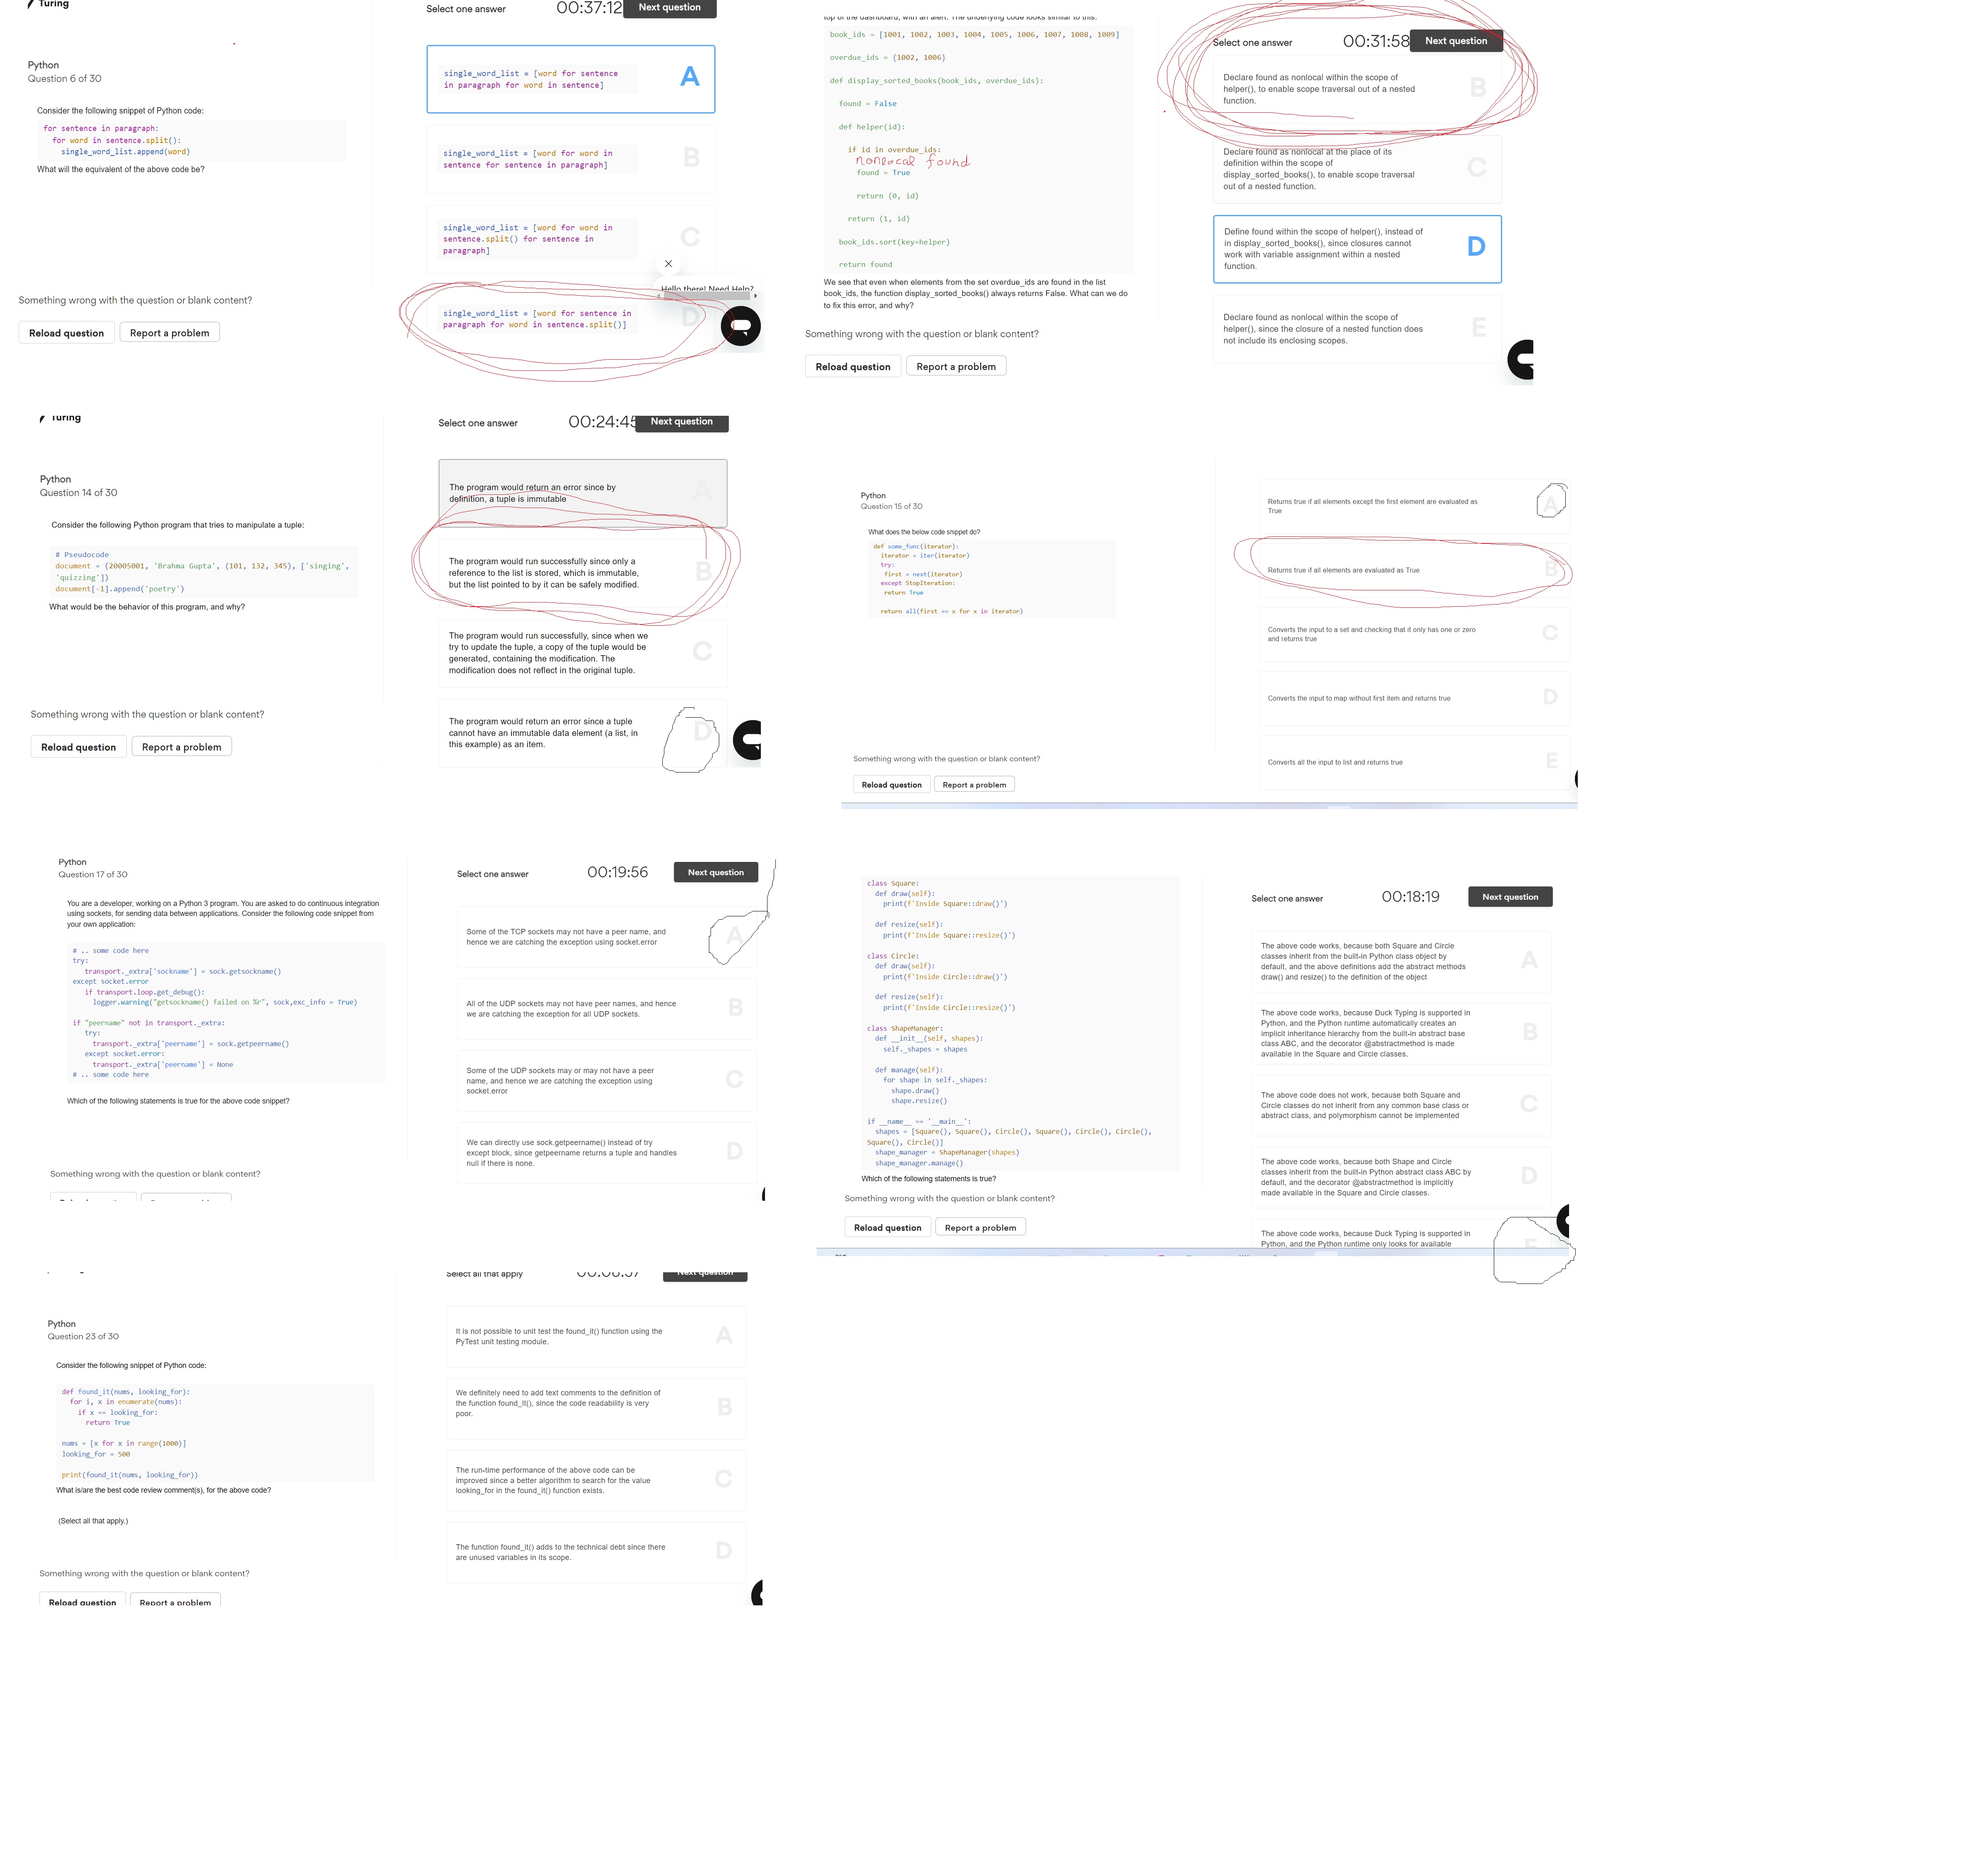 Turing
Python
Question 6 of 30
Consider the following snippet of Python code:
for sentence in paragraph:
for word in sentence.split():
single_word_list.append(word)
What will the equivalent of the above code be?
Something wrong with the question or blank content?
Reload question
Report a problem
Select one answer
00:37:12
Next question
single_word_list = [word for sentence
in paragraph for word in sentence]
A
single_word_list = [word for word in
sentence for sentence in paragraph]
B
single_word_list = [word for word in
sentence.split() for sentence in
paragraph]
C
Hello there! Need Help?
single_word_list = [word for sentence in
paragraph for word in sentence.split()]
D
top of the dashboard, with an alert. The underlying code looks similar to this:
book_ids = [1001, 1002, 1003, 1004, 1005, 1006, 1007, 1008, 1009]
overdue_ids = {1002, 1006}
def display_sorted_books(book_ids, overdue_ids):
found = False
def helper(id):
if id in overdue_ids:
nonlocal found
found = True
return (0, id)
return (1, id)
book_ids.sort(key=helper)
return found
We see that even when elements from the set overdue_ids are found in the list
book_ids, the function display_sorted_books() always returns False. What can we do
to fix this error, and why?
Something wrong with the question or blank content?
Reload question
Report a problem
Select one answer
00:31:58
Next question
Declare found as nonlocal within the scope of
helper(), to enable scope traversal out of a nested
function.
B
Declare found as nonlocal at the place of its
definition within the scope of
display_sorted_books(), to enable scope traversal
out of a nested function.
C
Define found within the scope of helper(), instead of
in display_sorted_books(), since closures cannot
work with variable assignment within a nested
function.
D
Declare found as nonlocal within the scope of
helper(), since the closure of a nested function does
not include its enclosing scopes.
E
Turing
Python
Question 14 of 30
Consider the following Python program that tries to manipulate a tuple:
# Pseudocode
document = (20005001, 'Brahma Gupta', (101, 132, 345), ['singing',
'quizzing'])
document[-1].append('poetry')
What would be the behavior of this program, and why?
Something wrong with the question or blank content?
Reload question
Report a problem
Select one answer
00:24:45
Next question
The program would return an error since by
definition, a tuple is immutable
A
The program would run successfully since only a
reference to the list is stored, which is immutable,
but the list pointed to by it can be safely modified.
B
The program would run successfully, since when we
try to update the tuple, a copy of the tuple would be
generated, containing the modification. The
modification does not reflect in the original tuple.
C
The program would return an error since a tuple
cannot have an immutable data element (a list, in
this example) as an item.
D
Python
Question 15 of 30
What does the below code snippet do?
def some_func(iterator):
iterator = iter(iterator)
try:
first = next(iterator)
except StopIteration:
return True
return all(first == x for x in iterator)
Something wrong with the question or blank content?
Reload question
Report a problem
Returns true if all elements except the first element are evaluated as
True
A
Returns true if all elements are evaluated as True
B
Converts the input to a set and checking that it only has one or zero
and returns true
C
Converts the input to map without first item and returns true
D
Converts all the input to list and returns true
E
Python
Question 17 of 30
You are a developer, working on a Python 3 program. You are asked to do continuous integration
using sockets, for sending data between applications. Consider the following code snippet from
your own application:
# .. some code here
try:
transport._extra['sockname'] = sock.getsockname()
except socket.error
if transport.loop.get_debug():
logger.warning("getsockname() failed on %r", sock,exc_info = True)
if "peername" not in transport._extra:
try:
transport._extra['peername'] = sock.getpeername()
except socket.error:
transport._extra['peername'] = None
# .. some code here
Which of the following statements is true for the above code snippet?
Something wrong with the question or blank content?
Select one answer
00:19:56
Next question
Some of the TCP sockets may not have a peer name, and
hence we are catching the exception using socket.error
A
All of the UDP sockets may not have peer names, and hence
we are catching the exception for all UDP sockets.
B
Some of the UDP sockets may or may not have a peer
name, and hence we are catching the exception using
socket.error
C
We can directly use sock.getpeername() instead of try
except block, since getpeername returns a tuple and handles
null if there is none.
D
class Square:
def draw(self):
print(f'Inside Square::draw()')
def resize(self):
print(f'Inside Square::resize()')
class Circle:
def draw(self):
print(f'Inside Circle::draw()')
def resize(self):
print(f'Inside Circle::resize()')
class ShapeManager:
def __init__(self, shapes):
self._shapes = shapes
def manage(self):
for shape in self._shapes:
shape.draw()
shape.resize()
if __name__ == '__main__':
shapes = [Square(), Square(), Circle(), Square(), Circle(), Circle(),
Square(), Circle()]
shape_manager = ShapeManager(shapes)
shape_manager.manage()
Which of the following statements is true?
Something wrong with the question or blank content?
Reload question
Report a problem
Select one answer
00:18:19
Next question
The above code works, because both Square and Circle
classes inherit from the built-in Python class object by
default, and the above definitions add the abstract methods
draw() and resize() to the definition of the object
A
The above code works, because Duck Typing is supported in
Python, and the Python runtime automatically creates an
implicit inheritance hierarchy from the built-in abstract base
class ABC, and the decorator @abstractmethod is made
available in the Square and Circle classes.
B
The above code does not work, because both Square and
Circle classes do not inherit from any common base class or
abstract class, and polymorphism cannot be implemented
C
The above code works, because both Shape and Circle
classes inherit from the built-in Python abstract class ABC by
default, and the decorator @abstractmethod is implicitly
made available in the Square and Circle classes.
D
The above code works, because Duck Typing is supported in
Python, and the Python runtime only looks for available
E
Python
Question 23 of 30
Consider the following snippet of Python code:
def found_it(nums, looking_for):
for i, x in enumerate(nums):
if x == looking_for:
return True
nums = [x for x in range(1000)]
looking_for = 500
print(found_it(nums, looking_for))
What is/are the best code review comment(s), for the above code?
(Select all that apply.)
Something wrong with the question or blank content?
Reload question
Report a problem
Select all that apply
Next question
It is not possible to unit test the found_it() function using the
PyTest unit testing module.
A
We definitely need to add text comments to the definition of
the function found_it(), since the code readability is very
poor.
B
The run-time performance of the above code can be
improved since a better algorithm to search for the value
looking_for in the found_it() function exists.
C
The function found_it() adds to the technical debt since there
are unused variables in its scope.
D